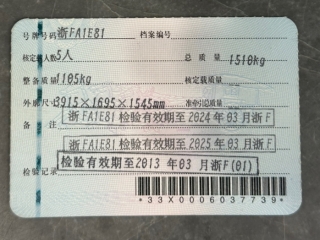 号牌号码 浙FA1E81 档案编号
核定载人数 5人 总质量 1510kg
整备质量 1105kg 核定载质量
外廓尺寸 3915×1695×1545mm 准牵引总质量
备注 浙FA1E81 检验有效期至2024年03月浙F
浙FA1E81 检验有效期至2025年03月浙F
检验有效期至2013年03月浙F(01)
检验记录
*33X0006037739*